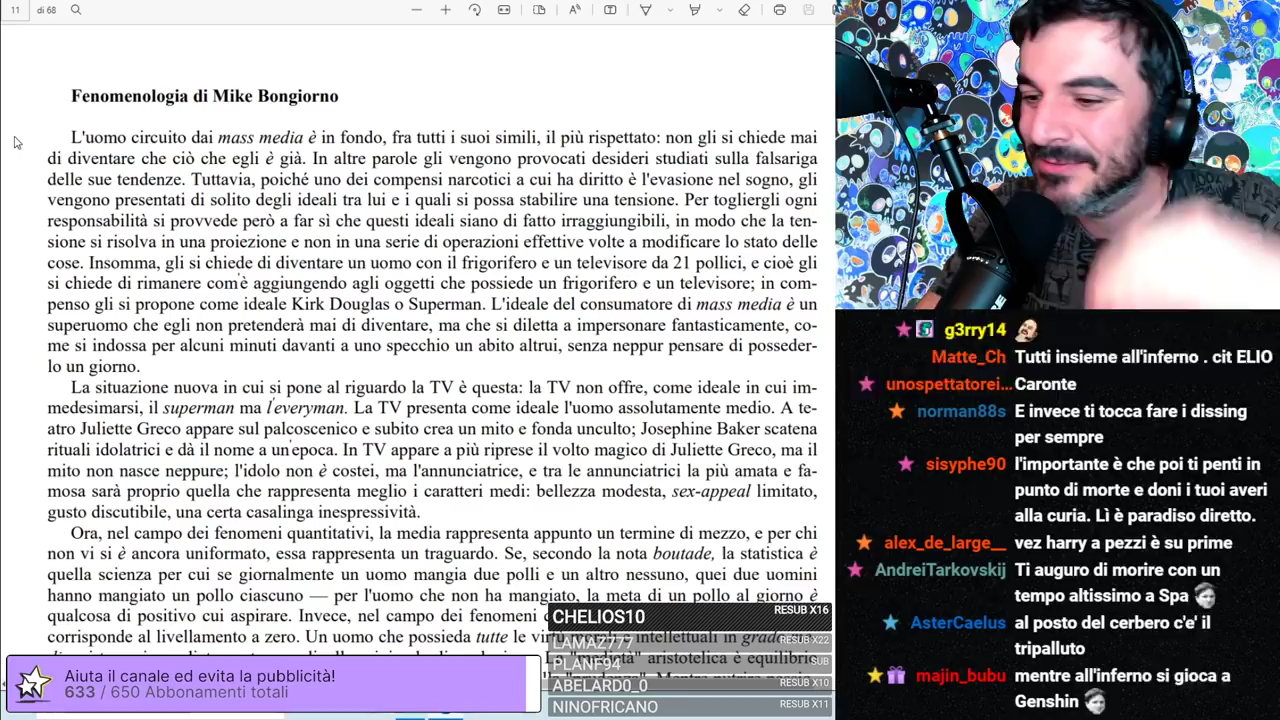 11 di 68
Fenomenologia di Mike Bongiorno
L'uomo circuito dai mass media è in fondo, fra tutti i suoi simili, il più rispettato: non gli si chiede mai
di diventare che ciò che egli è già. In altre parole gli vengono provocati desideri studiati sulla falsariga
delle sue tendenze. Tuttavia, poiché uno dei compensi narcotici a cui ha diritto è l'evasione nel sogno, gli
vengono presentati di solito degli ideali tra lui e i quali si possa stabilire una tensione. Per togliergli ogni
responsabilità si provvede però a far sì che questi ideali siano di fatto irraggiungibili, in modo che la ten-
sione si risolva in una proiezione e non in una serie di operazioni effettive volte a modificare lo stato delle
cose. Insomma, gli si chiede di diventare un uomo con il frigorifero e un televisore da 21 pollici, e cioè gli
si chiede di rimanere com'è aggiungendo agli oggetti che possiede un frigorifero e un televisore; in com-
penso gli si propone come ideale Kirk Douglas o Superman. L'ideale del consumatore di mass media è un
superuomo che egli non pretenderà mai di diventare, ma che si diletta a impersonare fantasticamente, co-
me si indossa per alcuni minuti davanti a uno specchio un abito altrui, senza neppur pensare di posseder-
lo un giorno.
La situazione nuova in cui si pone al riguardo la TV è questa: la TV non offre, come ideale in cui im-
medesimarsi, il superman ma l'everyman. La TV presenta come ideale l'uomo assolutamente medio. A te-
atro Juliette Greco appare sul palcoscenico e subito crea un mito e fonda unculto; Josephine Baker scatena
rituali idolatrici e dà il nome a un'epoca. In TV appare a più riprese il volto magico di Juliette Greco, ma il
mito non nasce neppure; l'idolo non è costei, ma l'annunciatrice, e tra le annunciatrici la più amata e fa-
mosa sarà proprio quella che rappresenta meglio i caratteri medi: bellezza modesta, sex-appeal limitato,
gusto discutibile, una certa casalinga inespressività.
Ora, nel campo dei fenomeni quantitativi, la media rappresenta appunto un termine di mezzo, e per chi
non vi si è ancora uniformato, essa rappresenta un traguardo. Se, secondo la nota boutade, la statistica è
quella scienza per cui se giornalmente un uomo mangia due polli e un altro nessuno, quei due uomini
hanno mangiato un pollo ciascuno — per l'uomo che non ha mangiato, la meta di un pollo al giorno è
qualcosa di positivo cui aspirare. Invece, nel campo dei fenomeni
corrisponde al livellamento a zero. Un uomo che possieda tutte le virtù intellettuali in
"medietà" aristotelica è equilibrio
CHELIOS10 RESUB X16
LAMAZ777 RESUB X22
PLANF94 SUB
ABELARD0_0 RESUB X10
NINOFRICANO RESUB X11
Aiuta il canale ed evita la pubblicità!
633 / 650 Abbonamenti totali
g3rry14
Matte_Ch Tutti insieme all'inferno . cit ELIO
unospettatorei... Caronte
norman88s E invece ti tocca fare i dissing
per sempre
sisyphe90 l'importante è che poi ti penti in
punto di morte e doni i tuoi averi
alla curia. Lì è paradiso diretto.
alex_de_large__ vez harry a pezzi è su prime
AndreiTarkovskij Ti auguro di morire con un
tempo altissimo a Spa
AsterCaelus al posto del cerbero c'e' il
tripalluto
majin_bubu mentre all'inferno si gioca a
Genshin